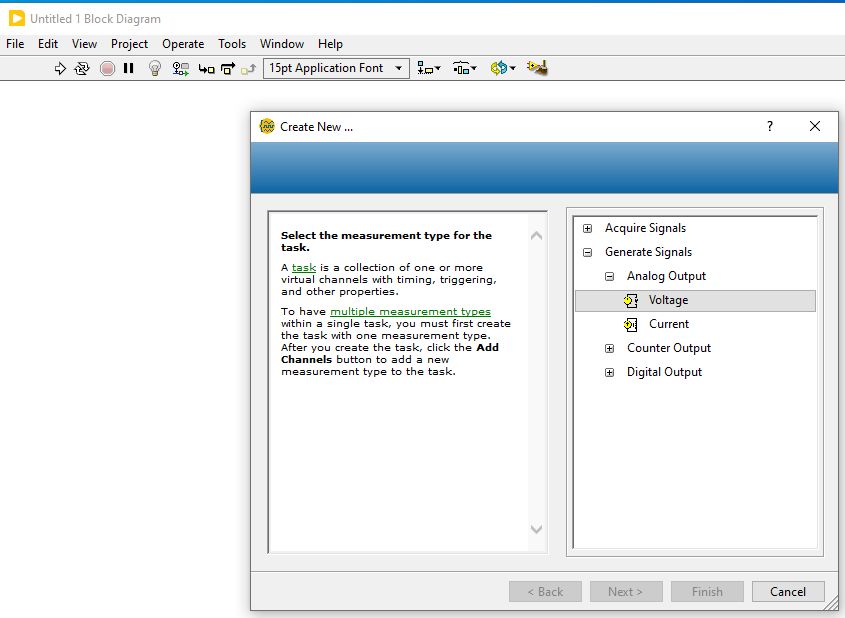 Untitled 1 Block Diagram
File Edit View Project Operate Tools Window Help
15pt Application Font
Create New ... ?
Select the measurement type for the
task.
A task is a collection of one or more
virtual channels with timing, triggering,
and other properties.
To have multiple measurement types
within a single task, you must first create
the task with one measurement type.
After you create the task, click the Add
Channels button to add a new
measurement type to the task.
Acquire Signals
Generate Signals
Analog Output
Voltage
Current
Counter Output
Digital Output
< Back Next > Finish Cancel